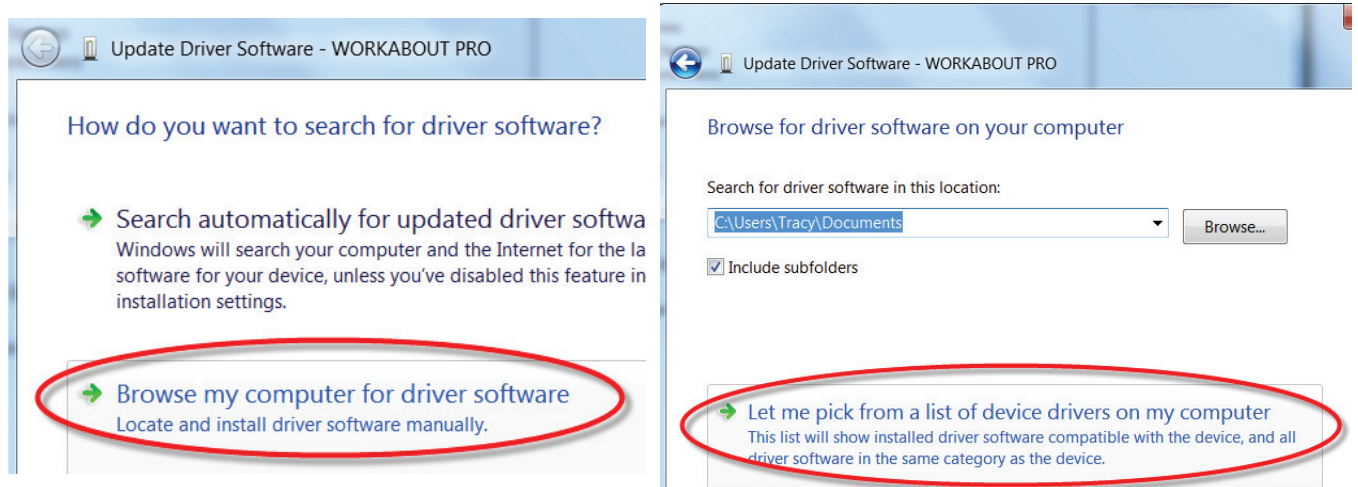 Update Driver Software - WORKABOUT PRO
How do you want to search for driver software?
Search automatically for updated driver softwa
Windows will search your computer and the Internet for the la
software for your device, unless you've disabled this feature in
installation settings.
Browse my computer for driver software
Locate and install driver software manually.
Update Driver Software - WORKABOUT PRO
Browse for driver software on your computer
Search for driver software in this location:
C:\Users\Tracy\Documents
Browse...
Include subfolders
Let me pick from a list of device drivers on my computer
This list will show installed driver software compatible with the device, and all
driver software in the same category as the device.